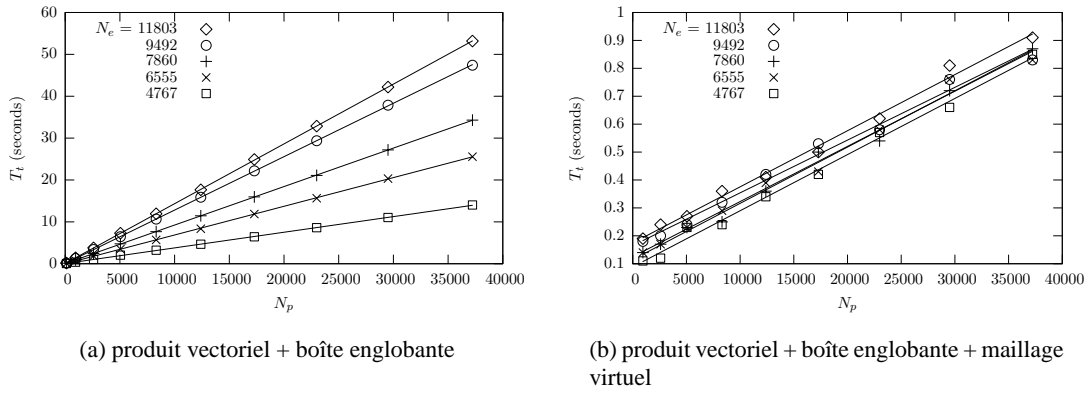 60
50
40
30
20
10
0
T_t (seconds)
N_e = 11803
9492
7860
6555
4767
0 5000 10000 15000 20000 25000 30000 35000 40000
N_p
(a) produit vectoriel + boîte englobante
1
0.9
0.8
0.7
0.6
0.5
0.4
0.3
0.2
0.1
T_t (seconds)
N_e = 11803
9492
7860
6555
4767
0 5000 10000 15000 20000 25000 30000 35000 40000
N_p
(b) produit vectoriel + boîte englobante + maillage
virtuel